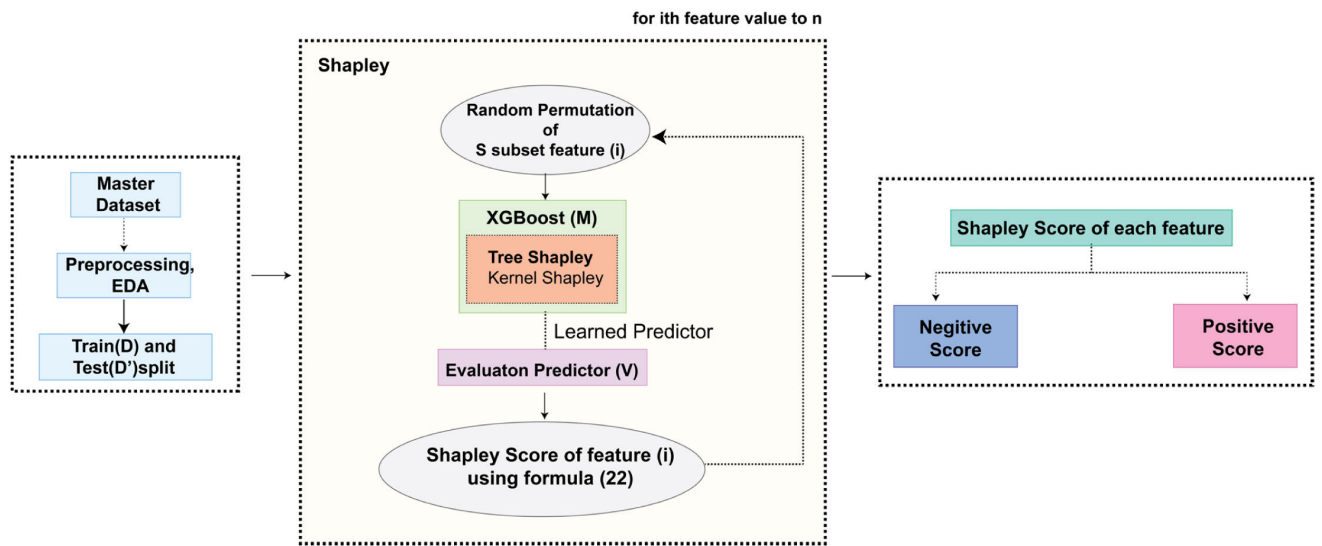 for ith feature value to n
Master
Dataset
Preprocessing,
EDA
Train(D) and
Test(D’)split
Shapley
Random Permutation
of
S subset feature (i)
XGBoost (M)
Tree Shapley
Kernel Shapley
Learned Predictor
Evaluaton Predictor (V)
Shapley Score of feature (i)
using formula (22)
Shapley Score of each feature
Negitive
Score
Positive
Score